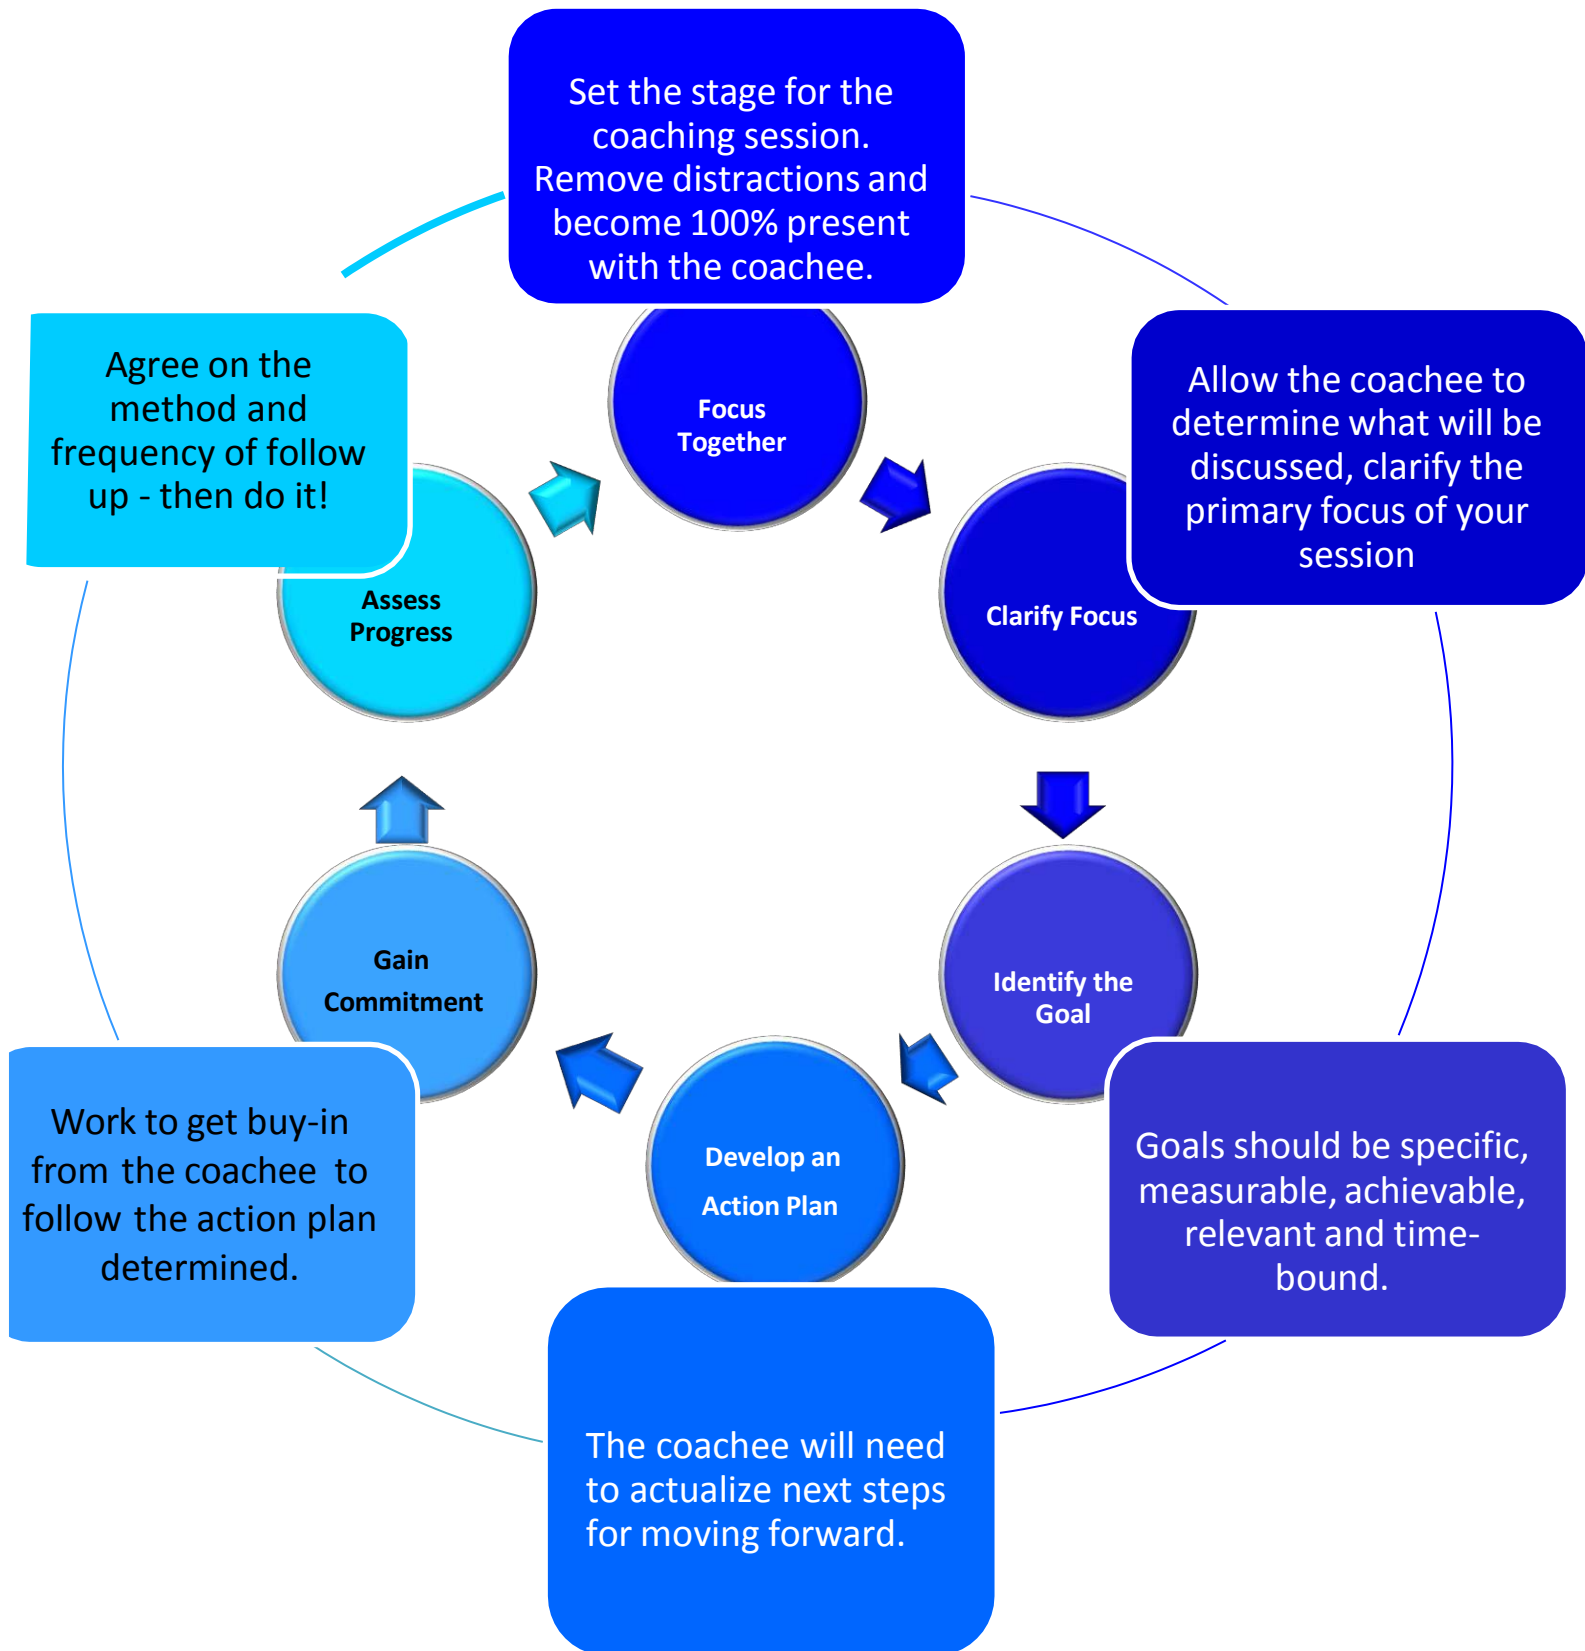 Set the stage for the
coaching session.
Remove distractions and
become 100% present
with the coachee.
Focus
Together
Allow the coachee to
determine what will be
discussed, clarify the
primary focus of your
session
Clarify Focus
Identify the
Goal
Goals should be specific,
measurable, achievable,
relevant and time-
bound.
Develop an
Action Plan
The coachee will need
to actualize next steps
for moving forward.
Gain
Commitment
Work to get buy-in
from the coachee to
follow the action plan
determined.
Agree on the
method and
frequency of follow
up - then do it!
Assess
Progress